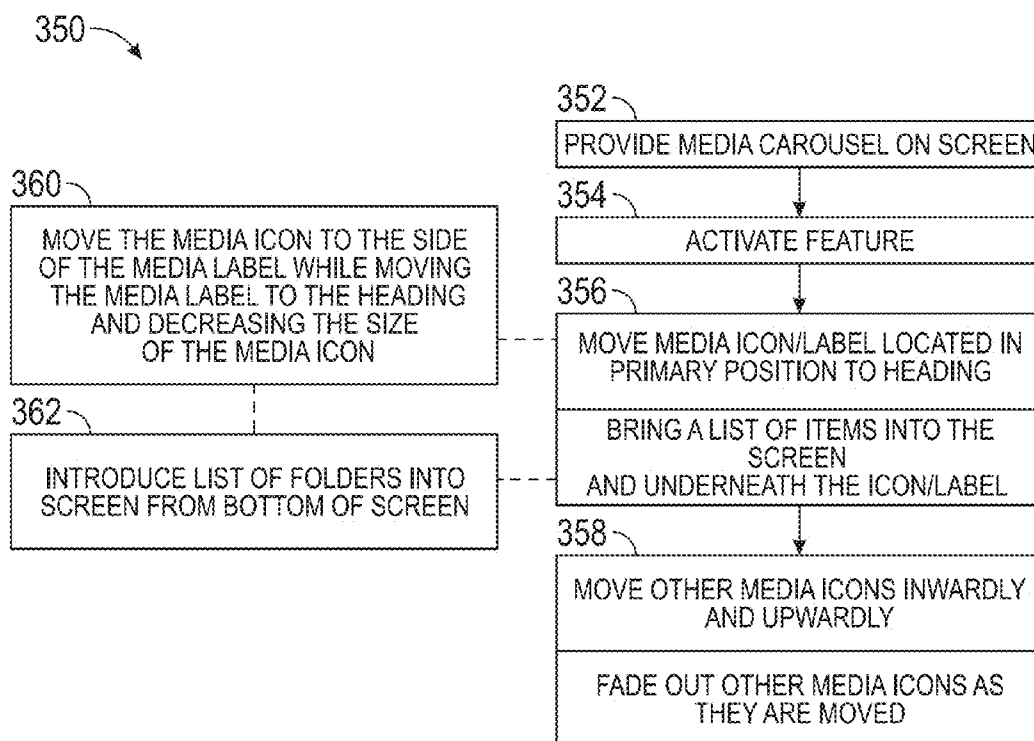 350
352
PROVIDE MEDIA CAROUSEL ON SCREEN
354
ACTIVATE FEATURE
356
MOVE MEDIA ICON/LABEL LOCATED IN
PRIMARY POSITION TO HEADING
BRING A LIST OF ITEMS INTO THE
SCREEN
AND UNDERNEATH THE ICON/LABEL
358
MOVE OTHER MEDIA ICONS INWARDLY
AND UPWARDLY
FADE OUT OTHER MEDIA ICONS AS
THEY ARE MOVED
360
MOVE THE MEDIA ICON TO THE SIDE
OF THE MEDIA LABEL WHILE MOVING
THE MEDIA LABEL TO THE HEADING
AND DECREASING THE SIZE
OF THE MEDIA ICON
362
INTRODUCE LIST OF FOLDERS INTO
SCREEN FROM BOTTOM OF SCREEN